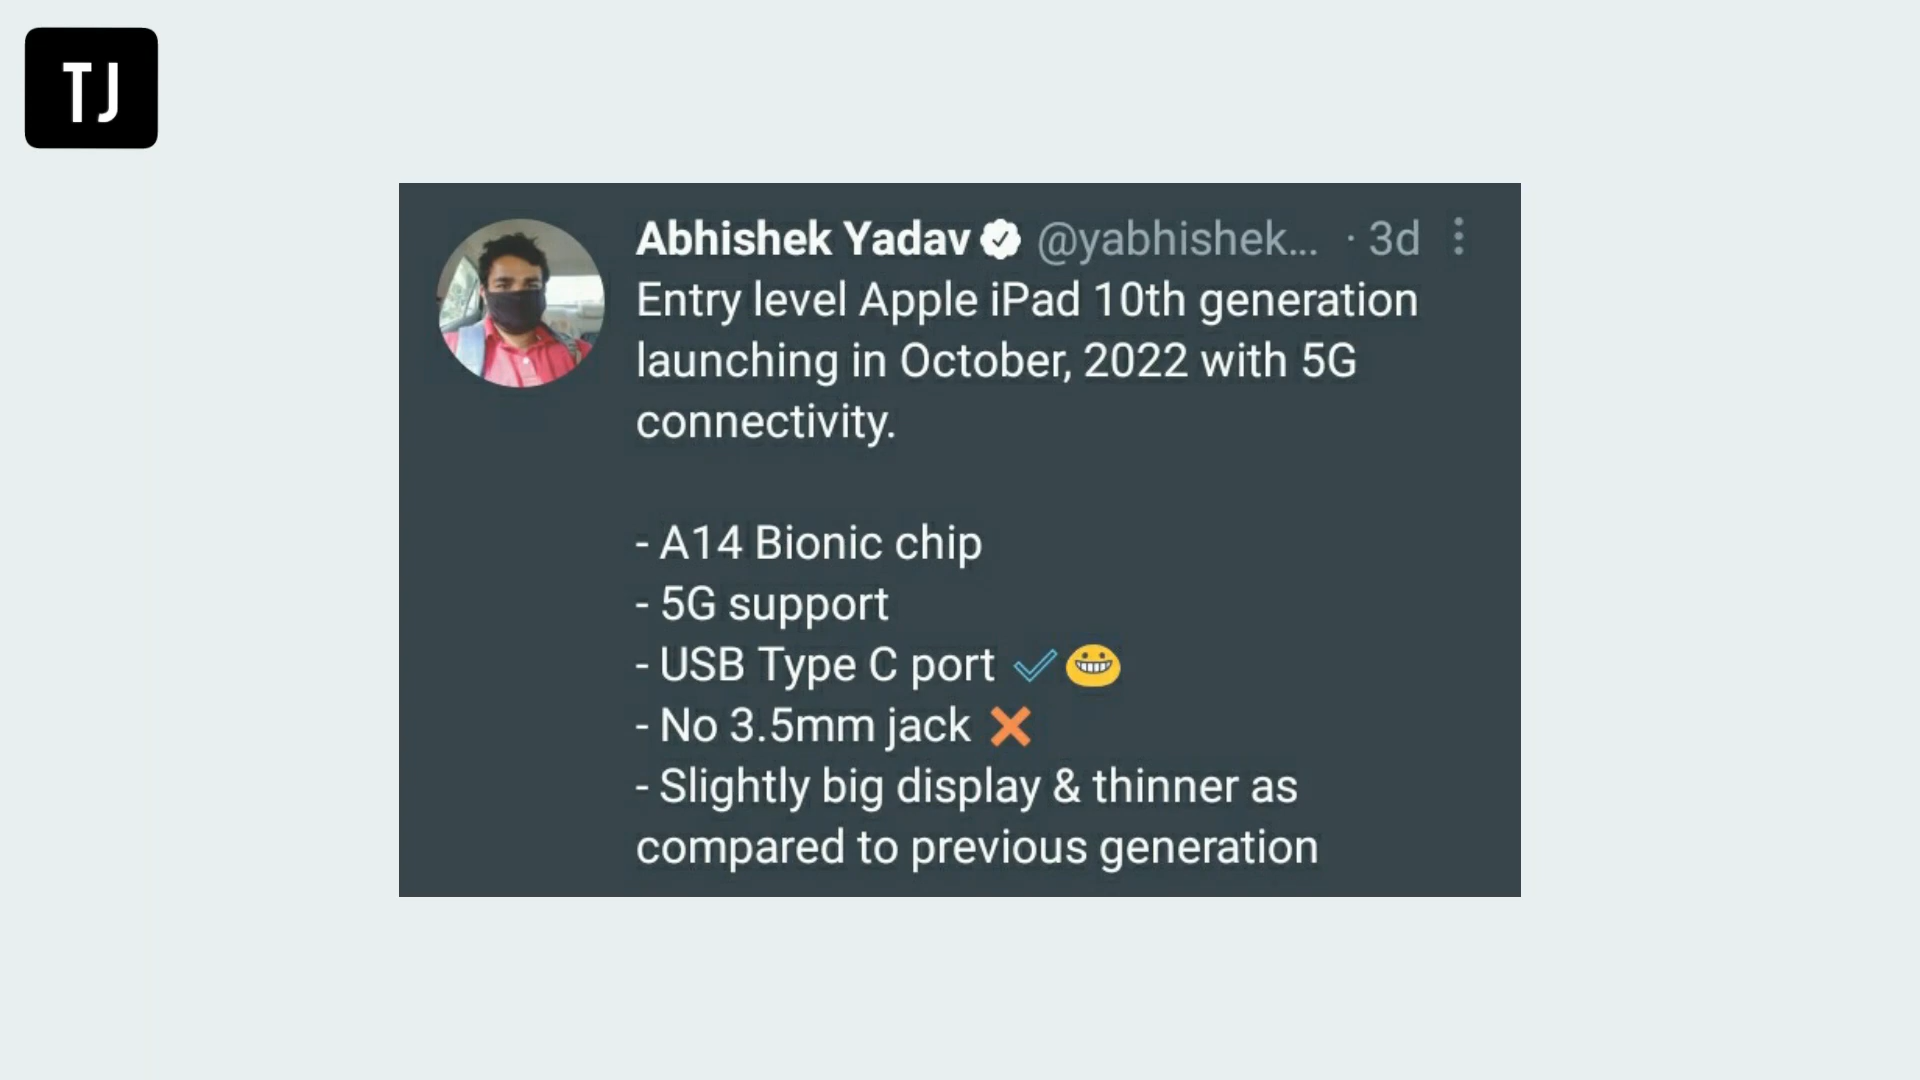 TJ
Abhishek Yadav @yabhishek... · 3d
Entry level Apple iPad 10th generation
launching in October, 2022 with 5G
connectivity.
- A14 Bionic chip
- 5G support
- USB Type C port ✓😁
- No 3.5mm jack ❌
- Slightly big display & thinner as
compared to previous generation